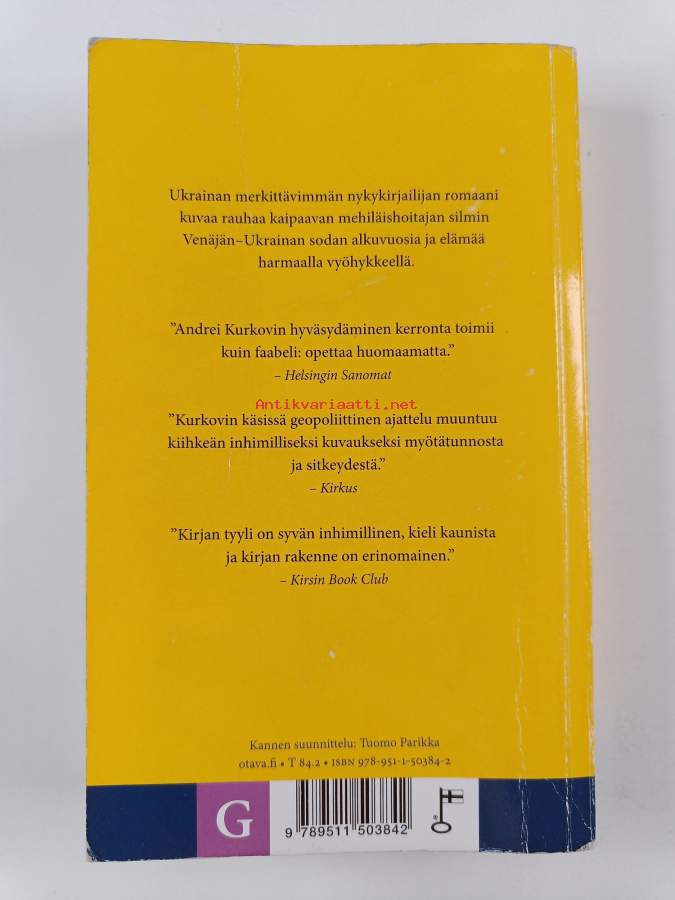 Ukrainan merkittävimmän nykykirjailijan romaani
kuvaa rauhaa kaipaavan mehiläishoitajan silmin
Venäjän–Ukrainan sodan alkuvuosia ja elämää
harmaalla vyöhykkeellä.
”Andrei Kurkovin hyväsydäminen kerronta toimii
kuin faabeli: opettaa huomaamatta.”
– Helsingin Sanomat
Antikvariaatti.net
”Kurkovin käsissä geopoliittinen ajattelu muuntuu
kiihkeän inhimilliseksi kuvaukseksi myötätunnosta
ja sitkeydestä.”
– Kirkus
”Kirjan tyyli on syvän inhimillinen, kieli kaunista
ja kirjan rakenne on erinomainen.”
– Kirsin Book Club
Kannen suunnittelu: Tuomo Parikka
otava.fi • T 84.2 • ISBN 978-951-1-50384-2
G
9 789511 503842
®